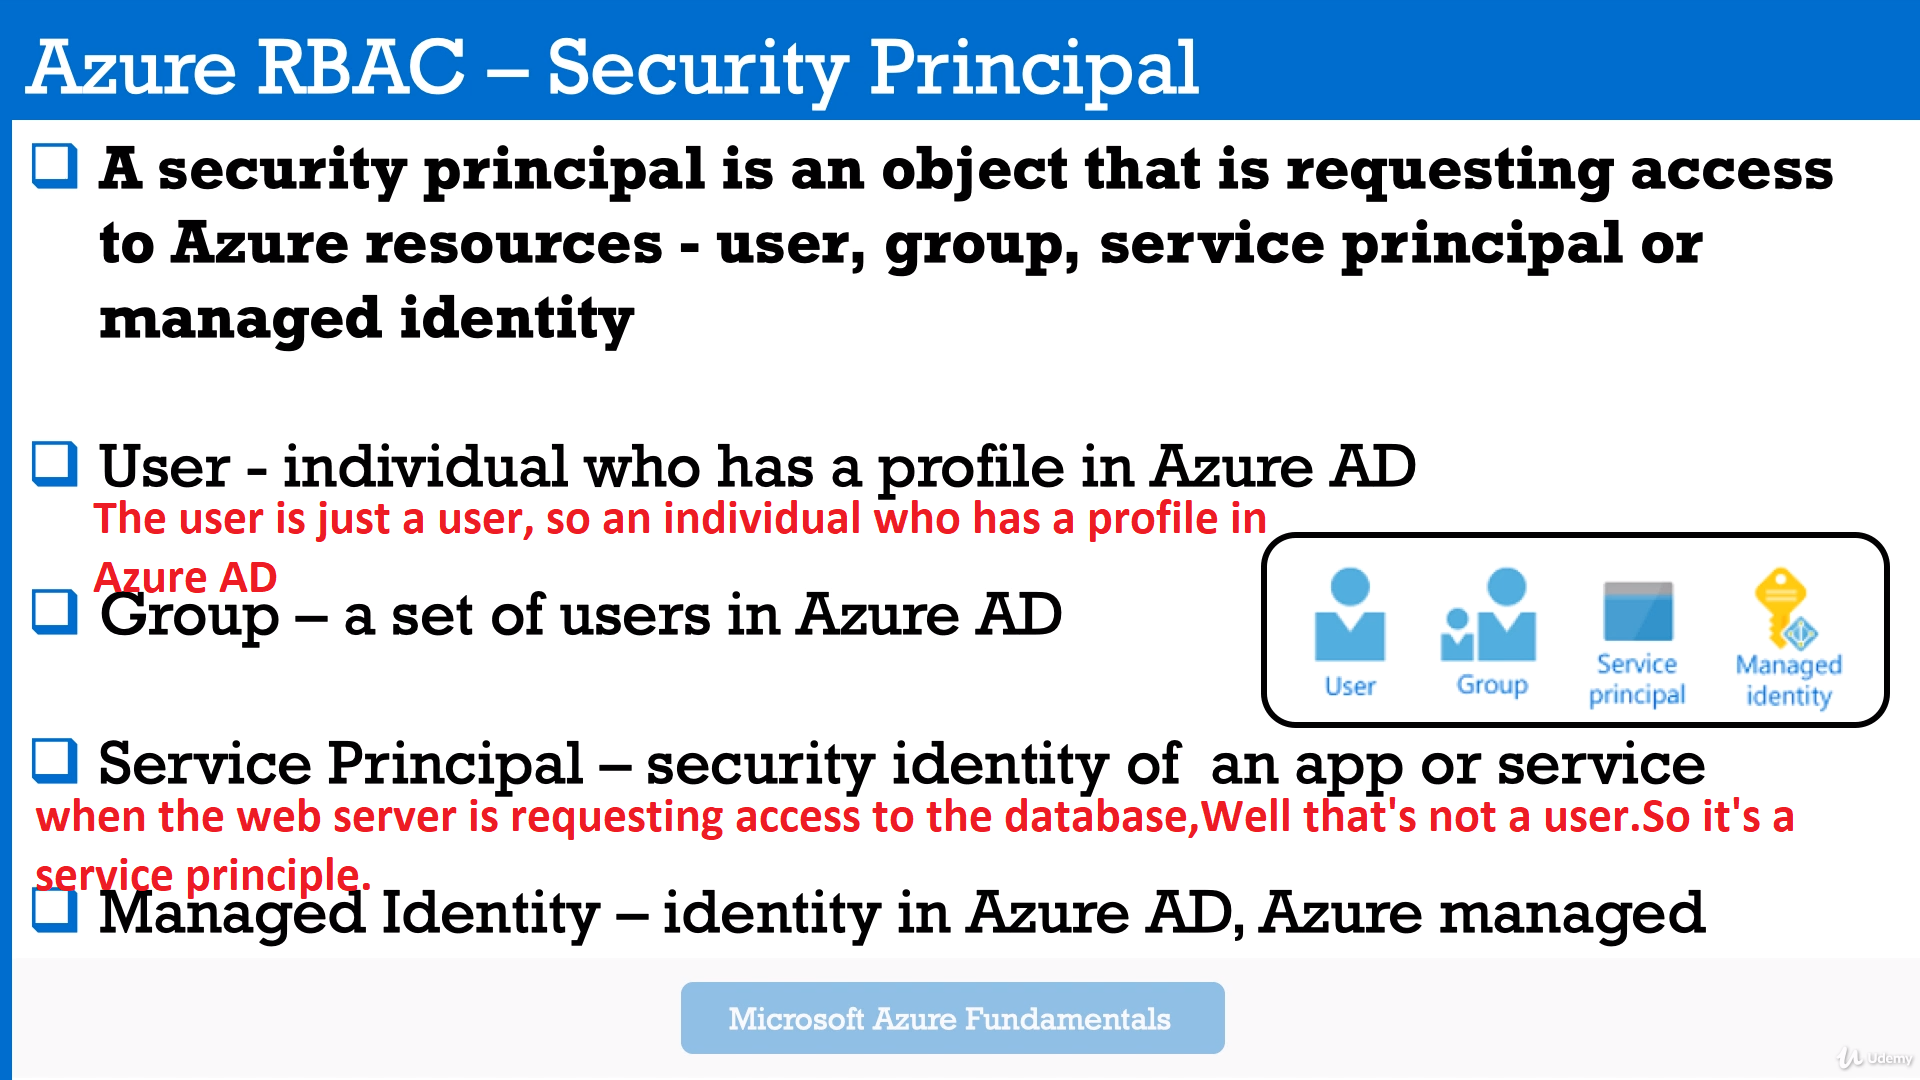 Azure RBAC – Security Principal
A security principal is an object that is requesting access
to Azure resources - user, group, service principal or
managed identity
User - individual who has a profile in Azure AD
The user is just a user, so an individual who has a profile in
Azure AD
Group – a set of users in Azure AD
User
Group
Service
principal
Managed
identity
Service Principal – security identity of  an app or service
when the web server is requesting access to the database,Well that's not a user.So it's a
service principle.
Managed Identity – identity in Azure AD, Azure managed
Microsoft Azure Fundamentals
Udemy